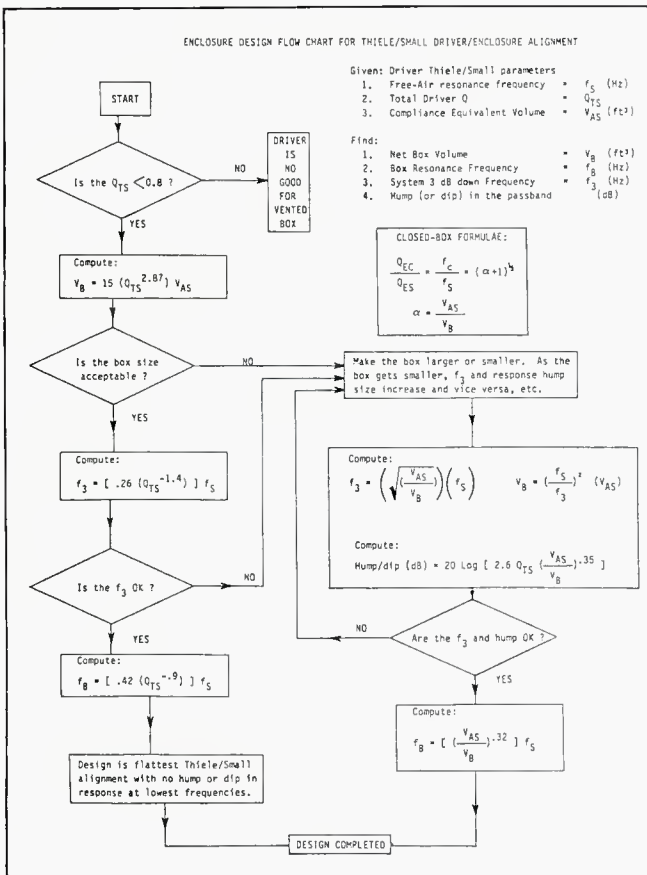 ENCLOSURE DESIGN FLOW CHART FOR THIELE/SMALL DRIVER/ENCLOSURE ALIGNMENT
Given: Driver Thiele/Small parameters
1. Free-Air resonance frequency = f_S (Hz)
2. Total Driver Q = Q_TS
3. Compliance Equivalent Volume = V_AS (ft³)
Find:
1. Net Box Volume = V_B (ft³)
2. Box Resonance Frequency = f_B (Hz)
3. System 3 dB down Frequency = f_3 (Hz)
4. Hump (or dip) in the passband (dB)
START
Is the Q_TS < 0.8 ?
NO
DRIVER
IS
NO
GOOD
FOR
VENTED
BOX
YES
Compute:
V_B = 15 (Q_TS^2.87) V_AS
CLOSED-BOX FORMULAE:
Q_EC/Q_ES = f_c/f_S = (α+1)^½
α = V_AS/V_B
Is the box size
acceptable ?
NO
YES
Make the box larger or smaller. As the
box gets smaller, f_3 and response hump
size increase and vice versa, etc.
Compute:
f_3 = [ .26 (Q_TS^-1.4) ] f_S
Compute:
f_3 = (√(V_AS/V_B)) (f_S) V_B = (f_S/f_3)² (V_AS)
Compute:
Hump/dip (dB) = 20 Log [ 2.6 Q_TS (V_AS/V_B)^.35 ]
Is the f_3 OK ?
NO
YES
NO
Are the f_3 and hump OK ?
YES
Compute:
f_B = [ .42 (Q_TS^-.9) ] f_S
Compute:
f_B = [ (V_AS/V_B)^.32 ] f_S
Design is flattest Thiele/Small
alignment with no hump or dip in
response at lowest frequencies.
DESIGN COMPLETED